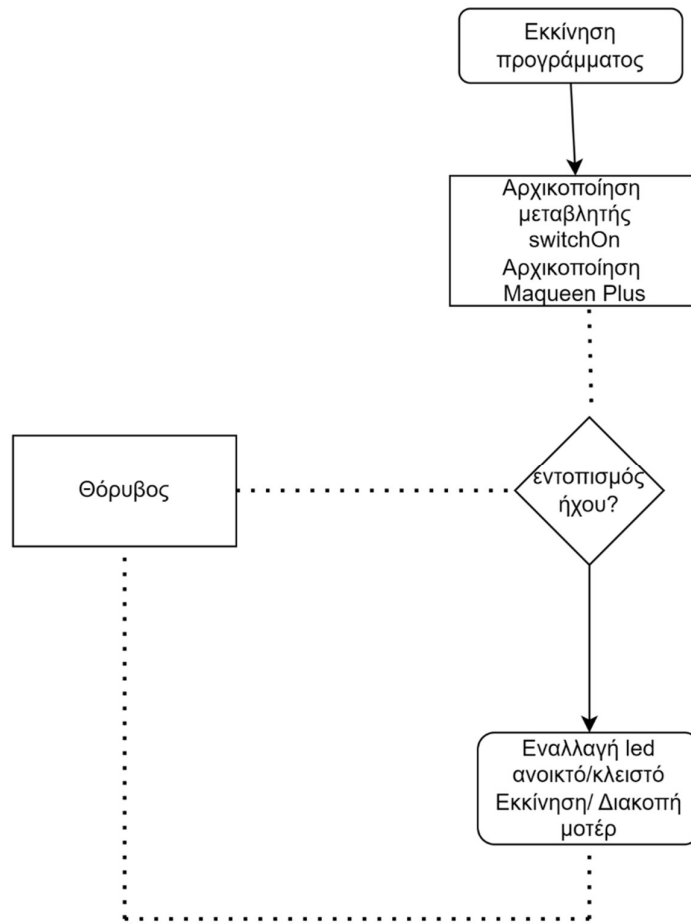 Εκκίνηση
προγράμματος
Αρχικοποίηση
μεταβλητής
switchOn
Αρχικοποίηση
Maqueen Plus
Θόρυβος
εντοπισμός
ήχου?
Εναλλαγή led
ανοικτό/κλειστό
Εκκίνηση/ Διακοπή
μοτέρ